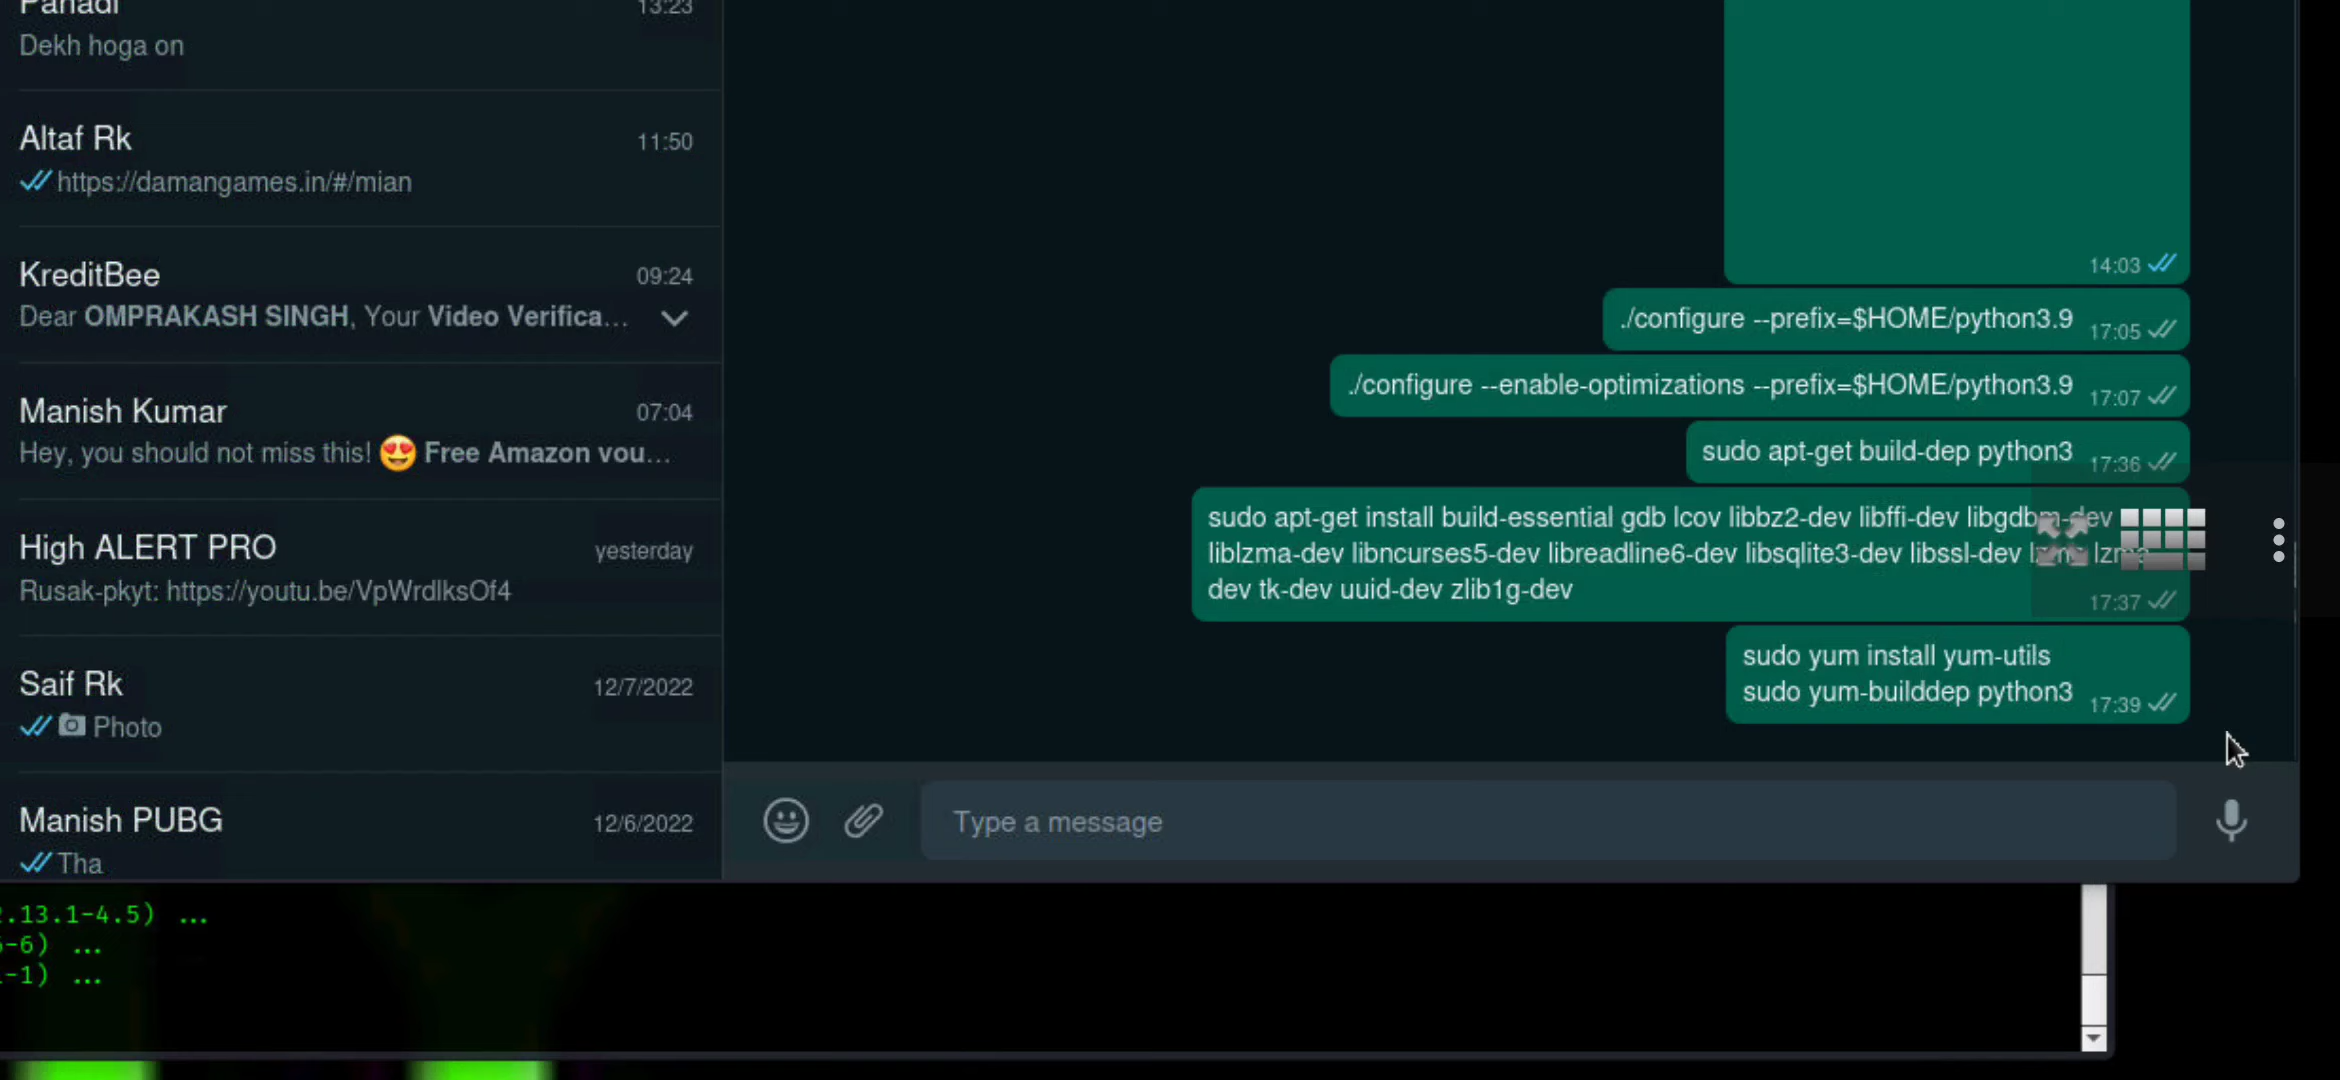 Panadi 13:23
Dekh hoga on
Altaf Rk 11:50
https://damangames.in/#/mian
KreditBee 09:24
Dear OMPRAKASH SINGH, Your Video Verifica...
Manish Kumar 07:04
Hey, you should not miss this! 😍 Free Amazon vou...
High ALERT PRO yesterday
Rusak-pkyt: https://youtu.be/VpWrdlksOf4
Saif Rk 12/7/2022
Photo
Manish PUBG 12/6/2022
Tha
14:03
./configure --prefix=$HOME/python3.9 17:05
./configure --enable-optimizations --prefix=$HOME/python3.9 17:07
sudo apt-get build-dep python3 17:36
sudo apt-get install build-essential gdb lcov libbz2-dev libffi-dev libgdbm-dev
liblzma-dev libncurses5-dev libreadline6-dev libsqlite3-dev libssl-dev lzma lzma-
dev tk-dev uuid-dev zlib1g-dev 17:37
sudo yum install yum-utils
sudo yum-builddep python3 17:39
Type a message
.13.1-4.5) ...
-6) ...
-1) ...